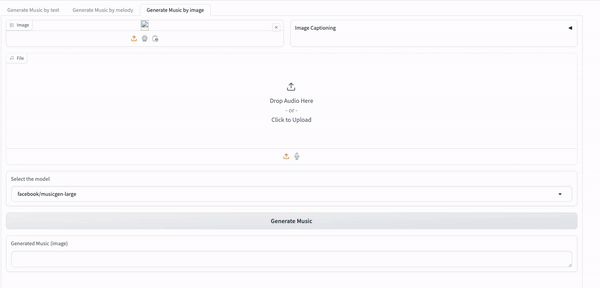 Generate Music by text
Generate Music by melody
Generate Music by image
Image
Image Captioning
File
Drop Audio Here
- or -
Click to Upload
Select the model
facebook/musicgen-large
Generate Music
Generated Music (image)